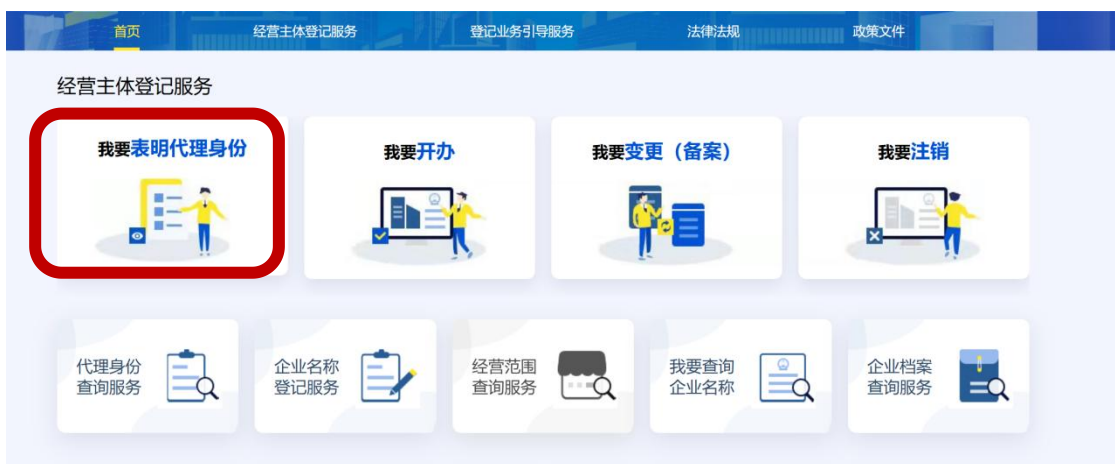 首页 经营主体登记服务 登记业务引导服务 法律法规 政策文件
经营主体登记服务
我要表明代理身份
我要开办
我要变更（备案）
我要注销
代理身份
查询服务
企业名称
登记服务
经营范围
查询服务
我要查询
企业名称
企业档案
查询服务